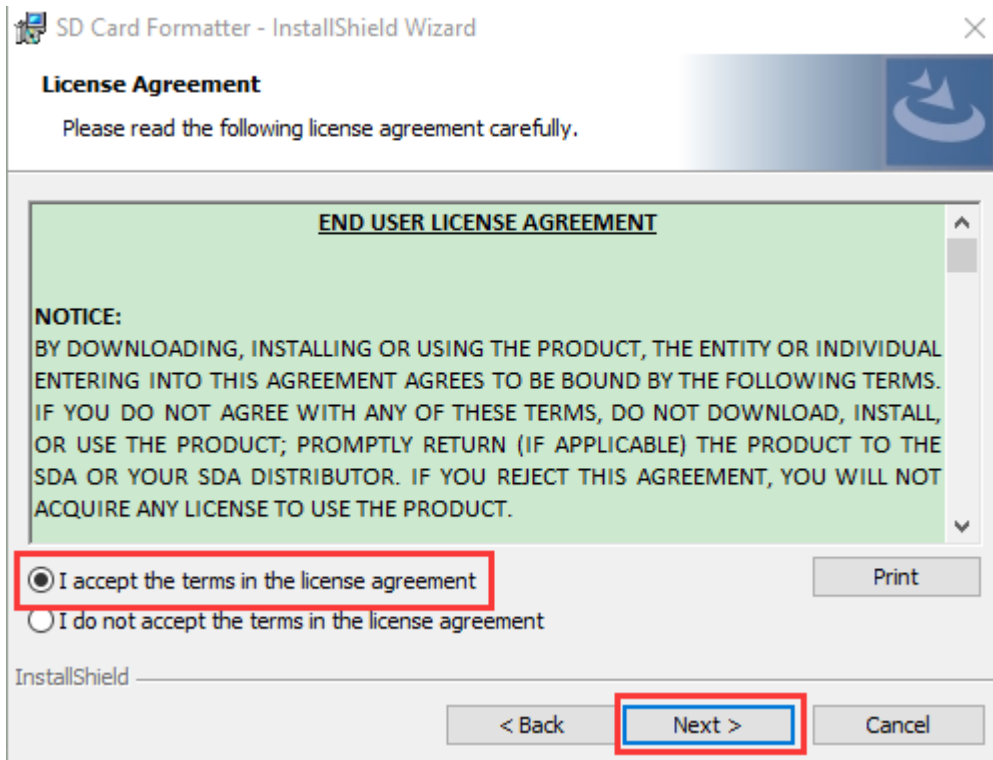 SD Card Formatter - InstallShield Wizard
License Agreement
Please read the following license agreement carefully.
END USER LICENSE AGREEMENT
NOTICE:
BY DOWNLOADING, INSTALLING OR USING THE PRODUCT, THE ENTITY OR INDIVIDUAL
ENTERING INTO THIS AGREEMENT AGREES TO BE BOUND BY THE FOLLOWING TERMS.
IF YOU DO NOT AGREE WITH ANY OF THESE TERMS, DO NOT DOWNLOAD, INSTALL,
OR USE THE PRODUCT; PROMPTLY RETURN (IF APPLICABLE) THE PRODUCT TO THE
SDA OR YOUR SDA DISTRIBUTOR. IF YOU REJECT THIS AGREEMENT, YOU WILL NOT
ACQUIRE ANY LICENSE TO USE THE PRODUCT.
I accept the terms in the license agreement
Print
I do not accept the terms in the license agreement
InstallShield
< Back
Next >
Cancel